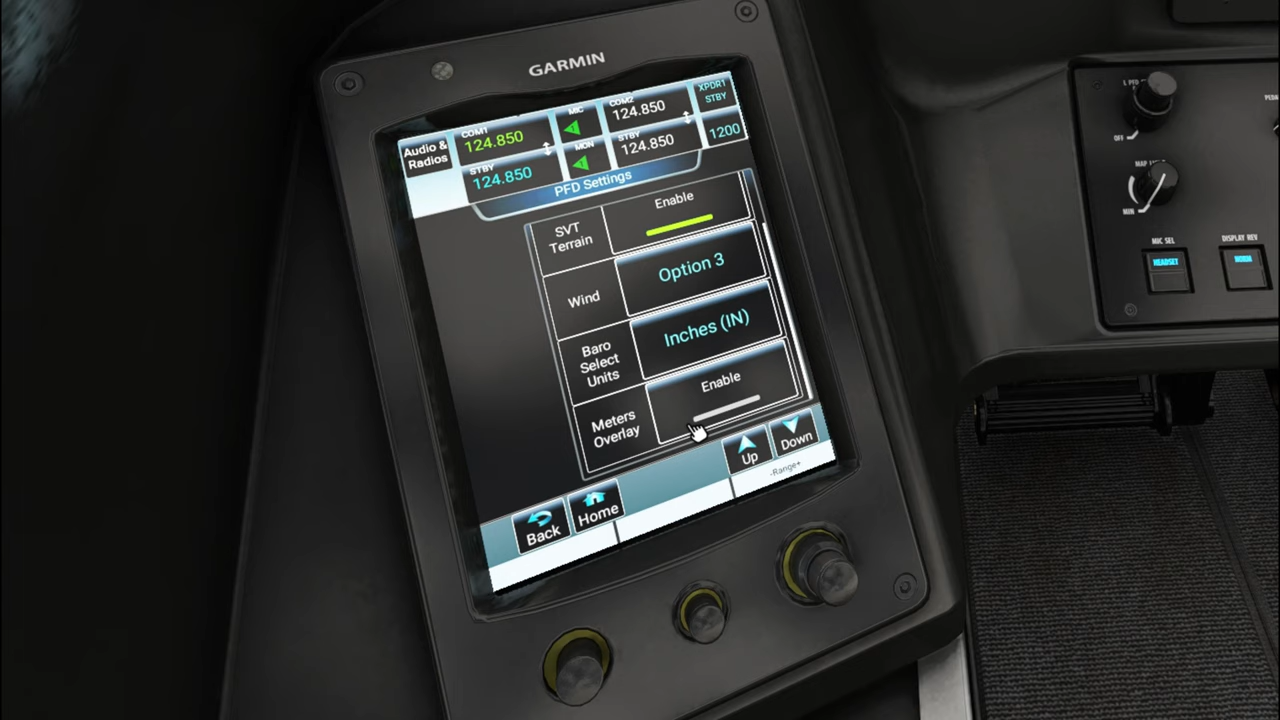 GARMIN
Audio &
Radios
COM1
124.850
MIC
COM2
124.850
XPDR1
STBY
STBY
124.850
MON
STBY
124.850
1200
PFD Settings
SVT
Terrain
Enable
Wind
Option 3
Baro
Select
Units
Inches (IN)
Meters
Overlay
Enable
Up
Down
-Range+
Back
Home
OFF
MIN
MIC SEL
HEADSET
DISPLAY REV
NORM